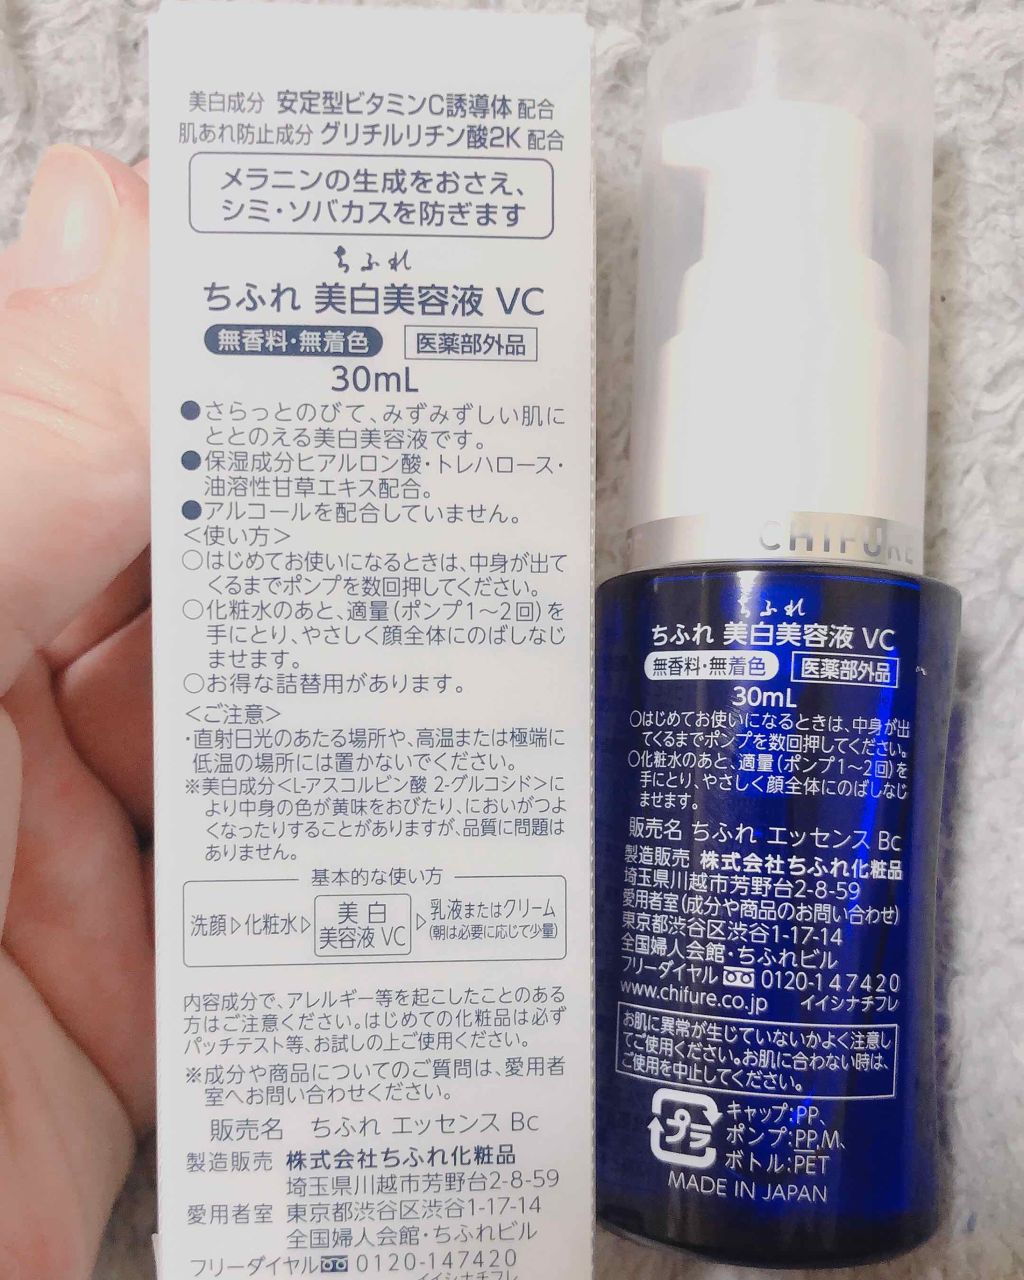 美白成分 安定型ビタミンC誘導体 配合
肌あれ防止成分 グリチルリチン酸2K 配合
メラニンの生成をおさえ、
シミ・ソバカスを防ぎます
ちふれ
ちふれ 美白美容液 VC
無香料・無着色 医薬部外品
30mL
●さらっとのびて、みずみずしい肌に
ととのえる美白美容液です。
●保湿成分ヒアルロン酸・トレハロース・
油溶性甘草エキス配合。
●アルコールを配合していません。
<使い方>
○はじめてお使いになるときは、中身が出て
くるまでポンプを数回押してください。
○化粧水のあと、適量(ポンプ1〜2回)を
手にとり、やさしく顔全体にのばしなじ
ませます。
○お得な詰替用があります。
<ご注意>
・直射日光のあたる場所や、高温または極端に
低温の場所には置かないでください。
※美白成分<L-アスコルビン酸 2-グルコシド>に
より中身の色が黄味をおびたり、においがつよ
くなったりすることがありますが、品質に問題は
ありません。
基本的な使い方
洗顔▷化粧水▷美白美容液 VC▷乳液またはクリーム
(朝は必要に応じて少量)
内容成分で、アレルギー等を起こしたことのある
方はご注意ください。はじめての化粧品は必ず
パッチテスト等、お試しの上ご使用ください。
※成分や商品についてのご質問は、愛用者
室へお問い合わせください。
販売名 ちふれ エッセンス Bc
製造販売 株式会社ちふれ化粧品
埼玉県川越市芳野台2-8-59
愛用者室 東京都渋谷区渋谷1-17-14
全国婦人会館・ちふれビル
フリーダイヤル 0120-147420
イイシナチフレ
CHIFURE
ちふれ
ちふれ 美白美容液 VC
無香料・無着色 医薬部外品
30mL
○はじめてお使いになるときは、中身が出
てくるまでポンプを数回押してください。
○化粧水のあと、適量(ポンプ1〜2回)を
手にとり、やさしく顔全体にのばしなじ
ませます。
販売名 ちふれ エッセンス Bc
製造販売 株式会社ちふれ化粧品
埼玉県川越市芳野台2-8-59
愛用者室(成分や商品のお問い合わせ)
東京都渋谷区渋谷1-17-14
全国婦人会館・ちふれビル
フリーダイヤル 0120-147420
www.chifure.co.jp イイシナチフレ
お肌に異常が生じていないかよく注意し
てご使用ください。お肌に合わない時は、
ご使用を中止してください。
プラ
キャップ:PP、
ポンプ:PP,M、
ボトル:PET
MADE IN JAPAN